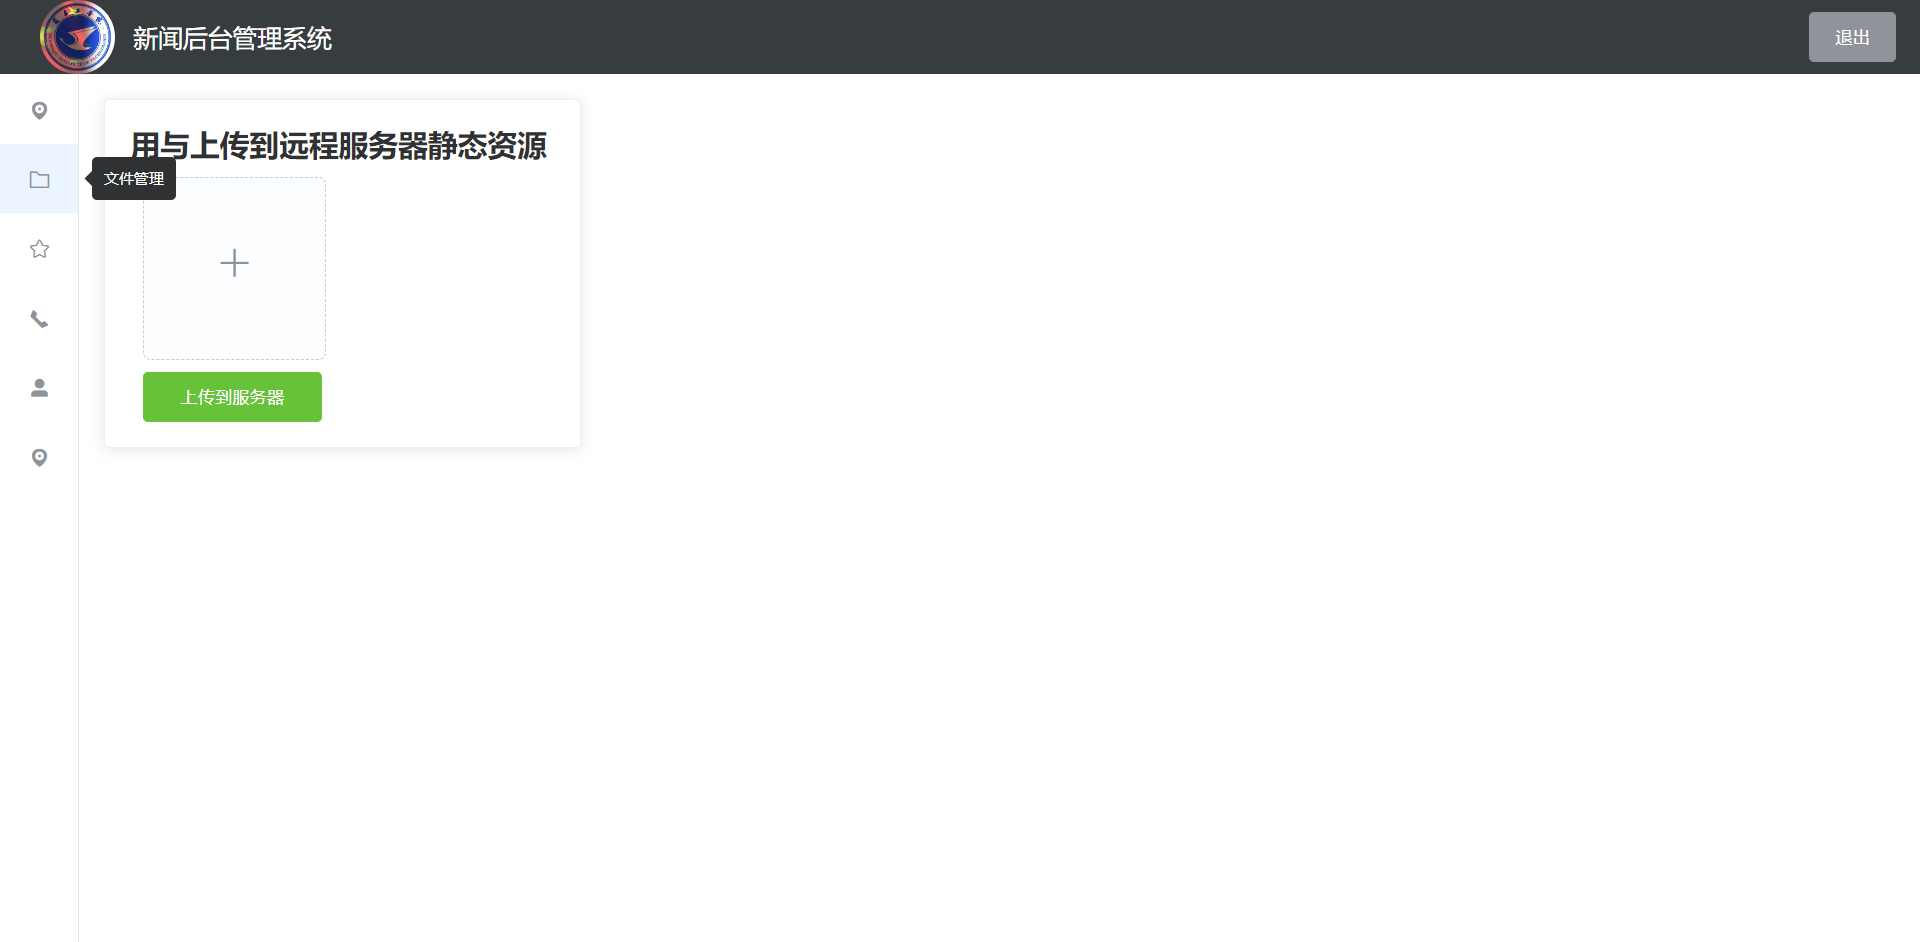 新闻后台管理系统
退出
用与上传到远程服务器静态资源
文件管理
上传到服务器